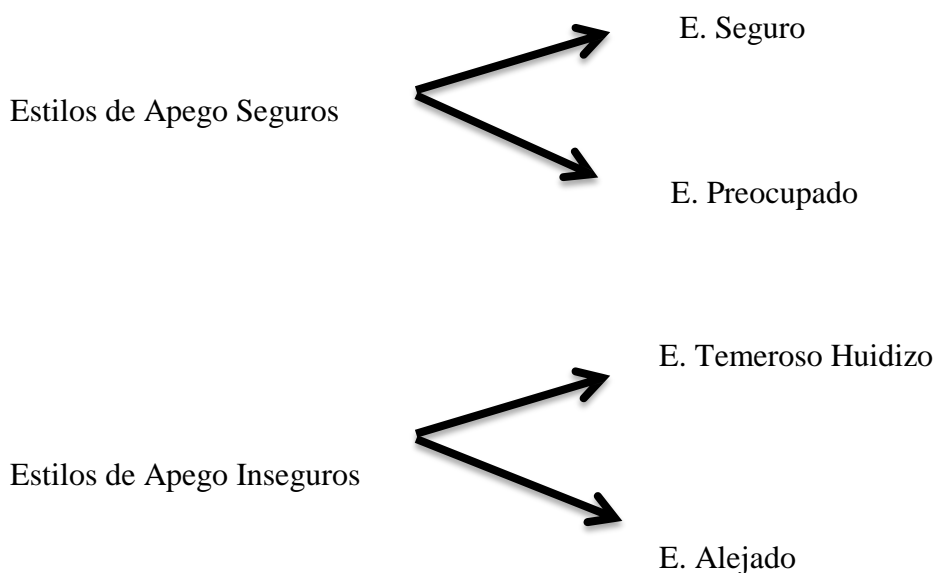 E. Seguro
Estilos de Apego Seguros
E. Preocupado
E. Temeroso Huidizo
Estilos de Apego Inseguros
E. Alejado